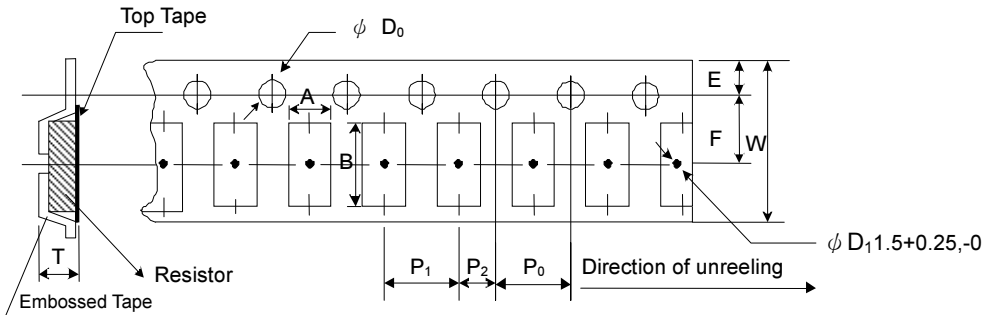 Top Tape
ϕ D₀
A
E
B
F
W
T
Resistor
Embossed Tape
P₁
P₂
P₀
Direction of unreeling
ϕ D₁ 1.5+0.25,-0